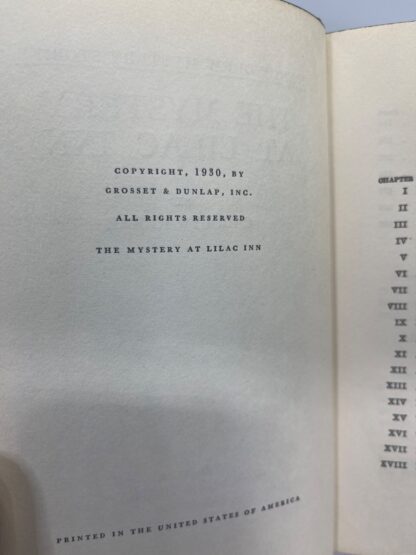 COPYRIGHT, 1930, BY
GROSSET & DUNLAP, INC.
ALL RIGHTS RESERVED
THE MYSTERY AT LILAC INN
PRINTED IN THE UNITED STATES OF AMERICA
CHAPTER
I
II
III
IV
V
VI
VII
VIII
IX
X
XI
XII
XIII
XIV
XV
XVI
XVII
XVIII